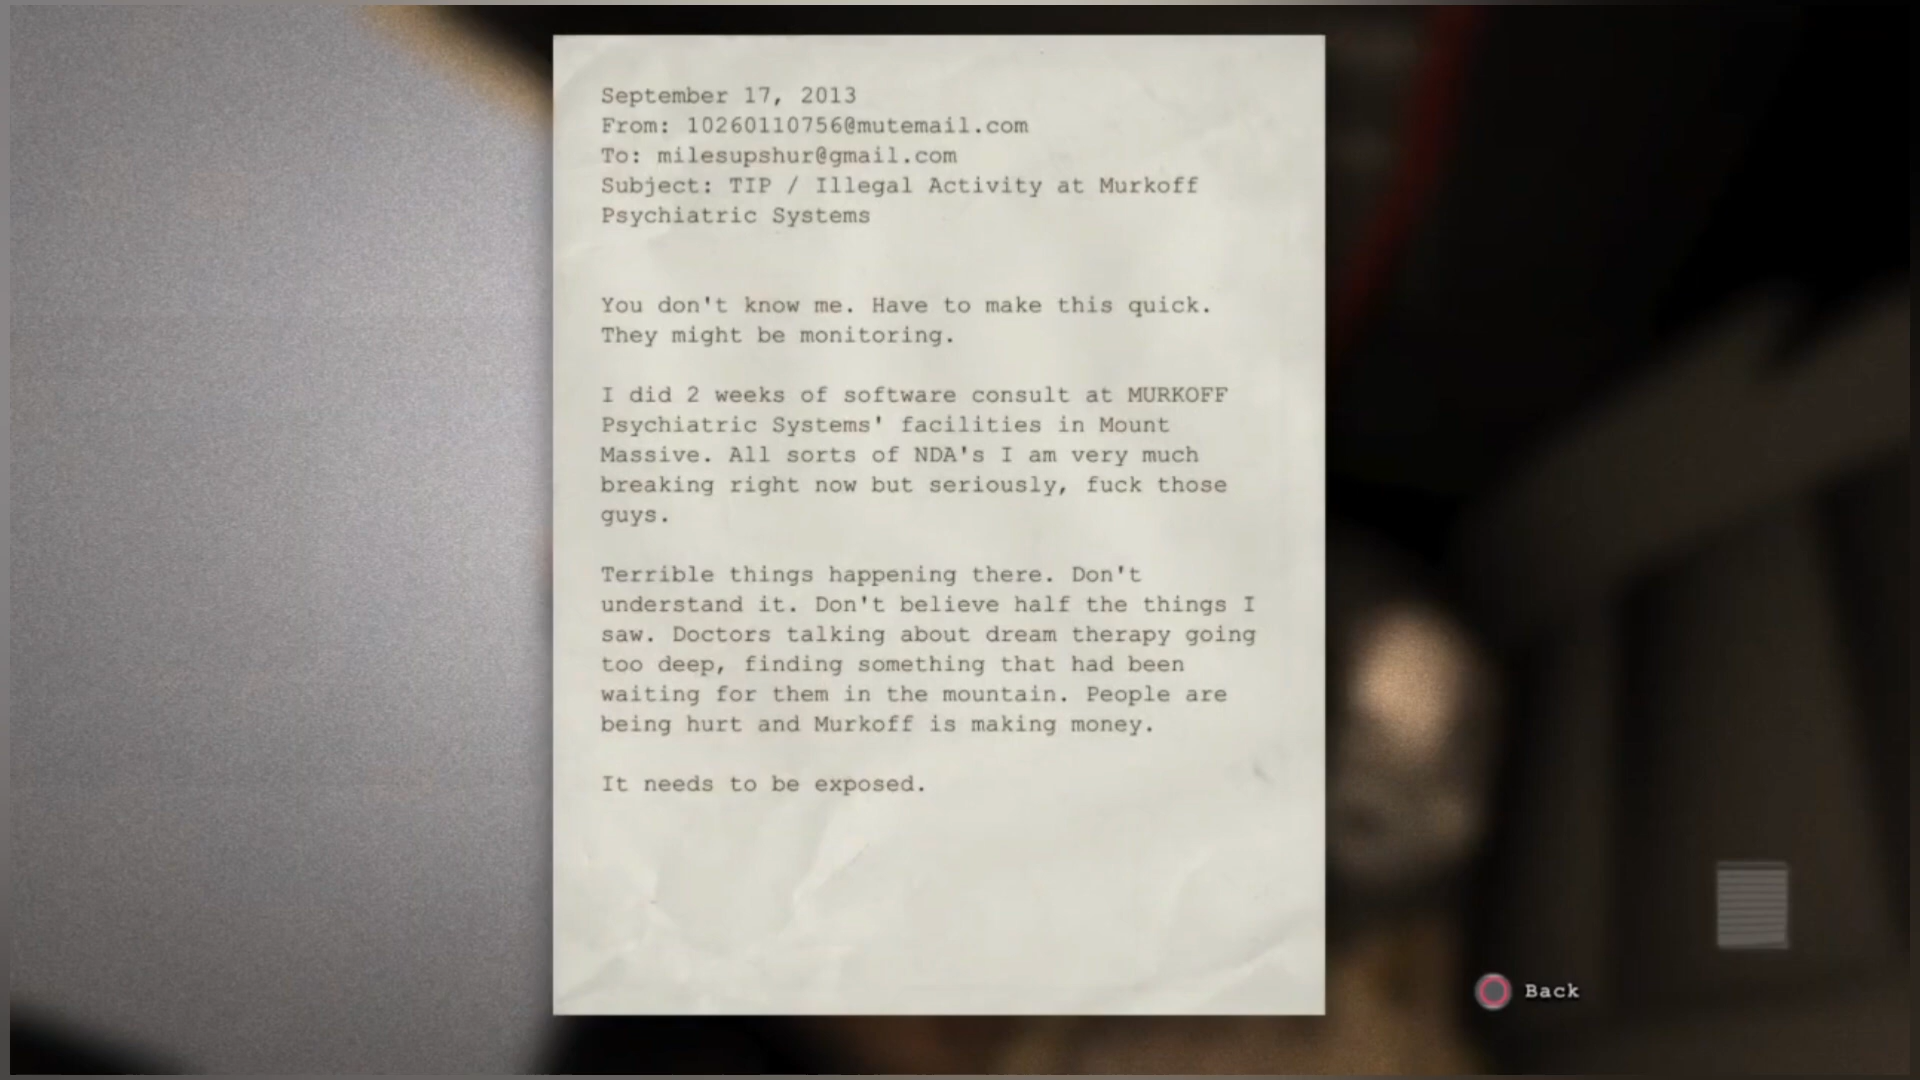 September 17, 2013
From: 10260110756@mutemail.com
To: milesupshur@gmail.com
Subject: TIP / Illegal Activity at Murkoff
Psychiatric Systems
You don't know me. Have to make this quick.
They might be monitoring.
I did 2 weeks of software consult at MURKOFF
Psychiatric Systems' facilities in Mount
Massive. All sorts of NDA's I am very much
breaking right now but seriously, fuck those
guys.
Terrible things happening there. Don't
understand it. Don't believe half the things I
saw. Doctors talking about dream therapy going
too deep, finding something that had been
waiting for them in the mountain. People are
being hurt and Murkoff is making money.
It needs to be exposed.
Back